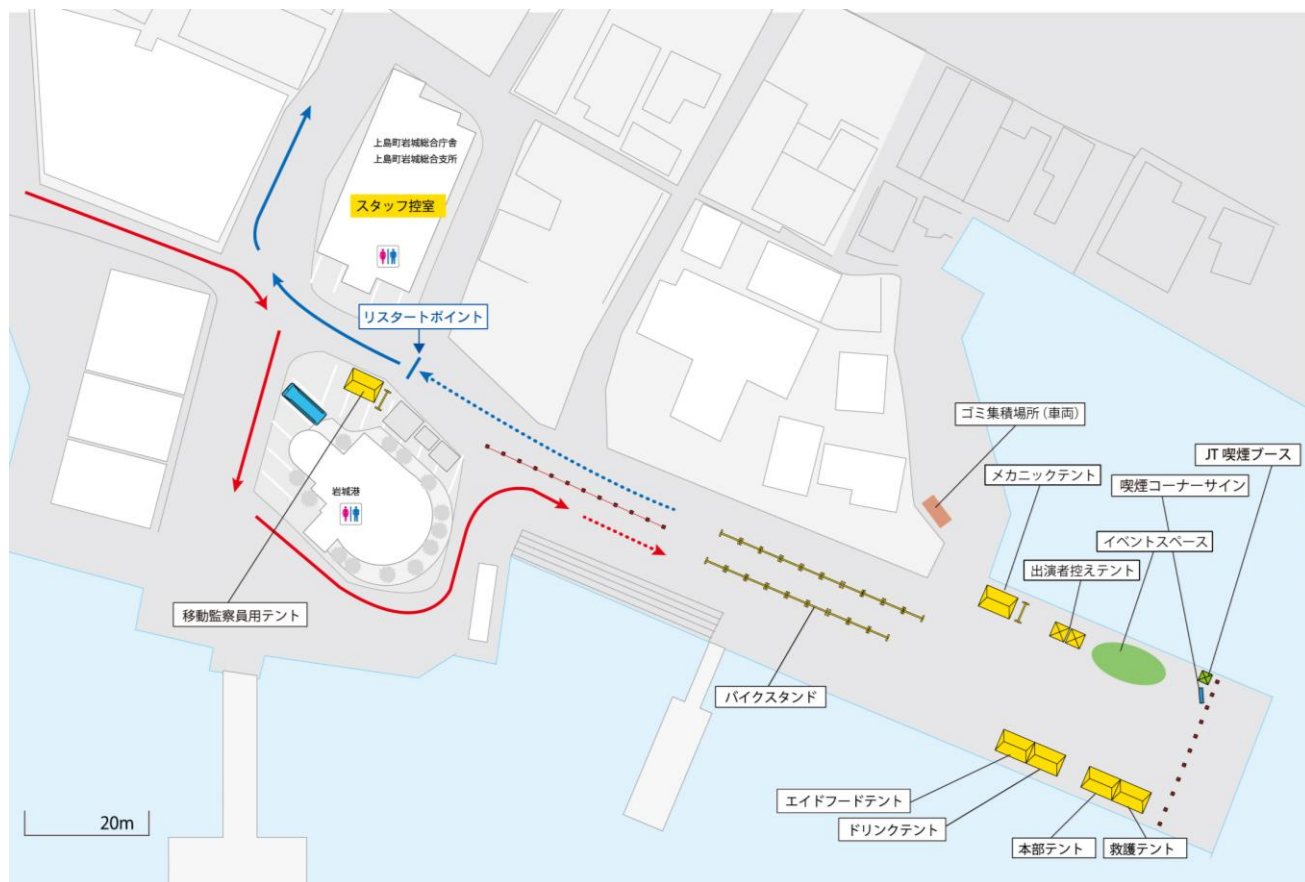 上島町岩城総合庁舎
上島町岩城総合支所
スタッフ控室
リスタートポイント
岩城港
移動監察員用テント
ゴミ集積場所（車両）
JT 喫煙ブース
メカニックテント
喫煙コーナーサイン
イベントスペース
出演者控えテント
バイクスタンド
エイドフードテント
ドリンクテント
本部テント
救護テント
20m